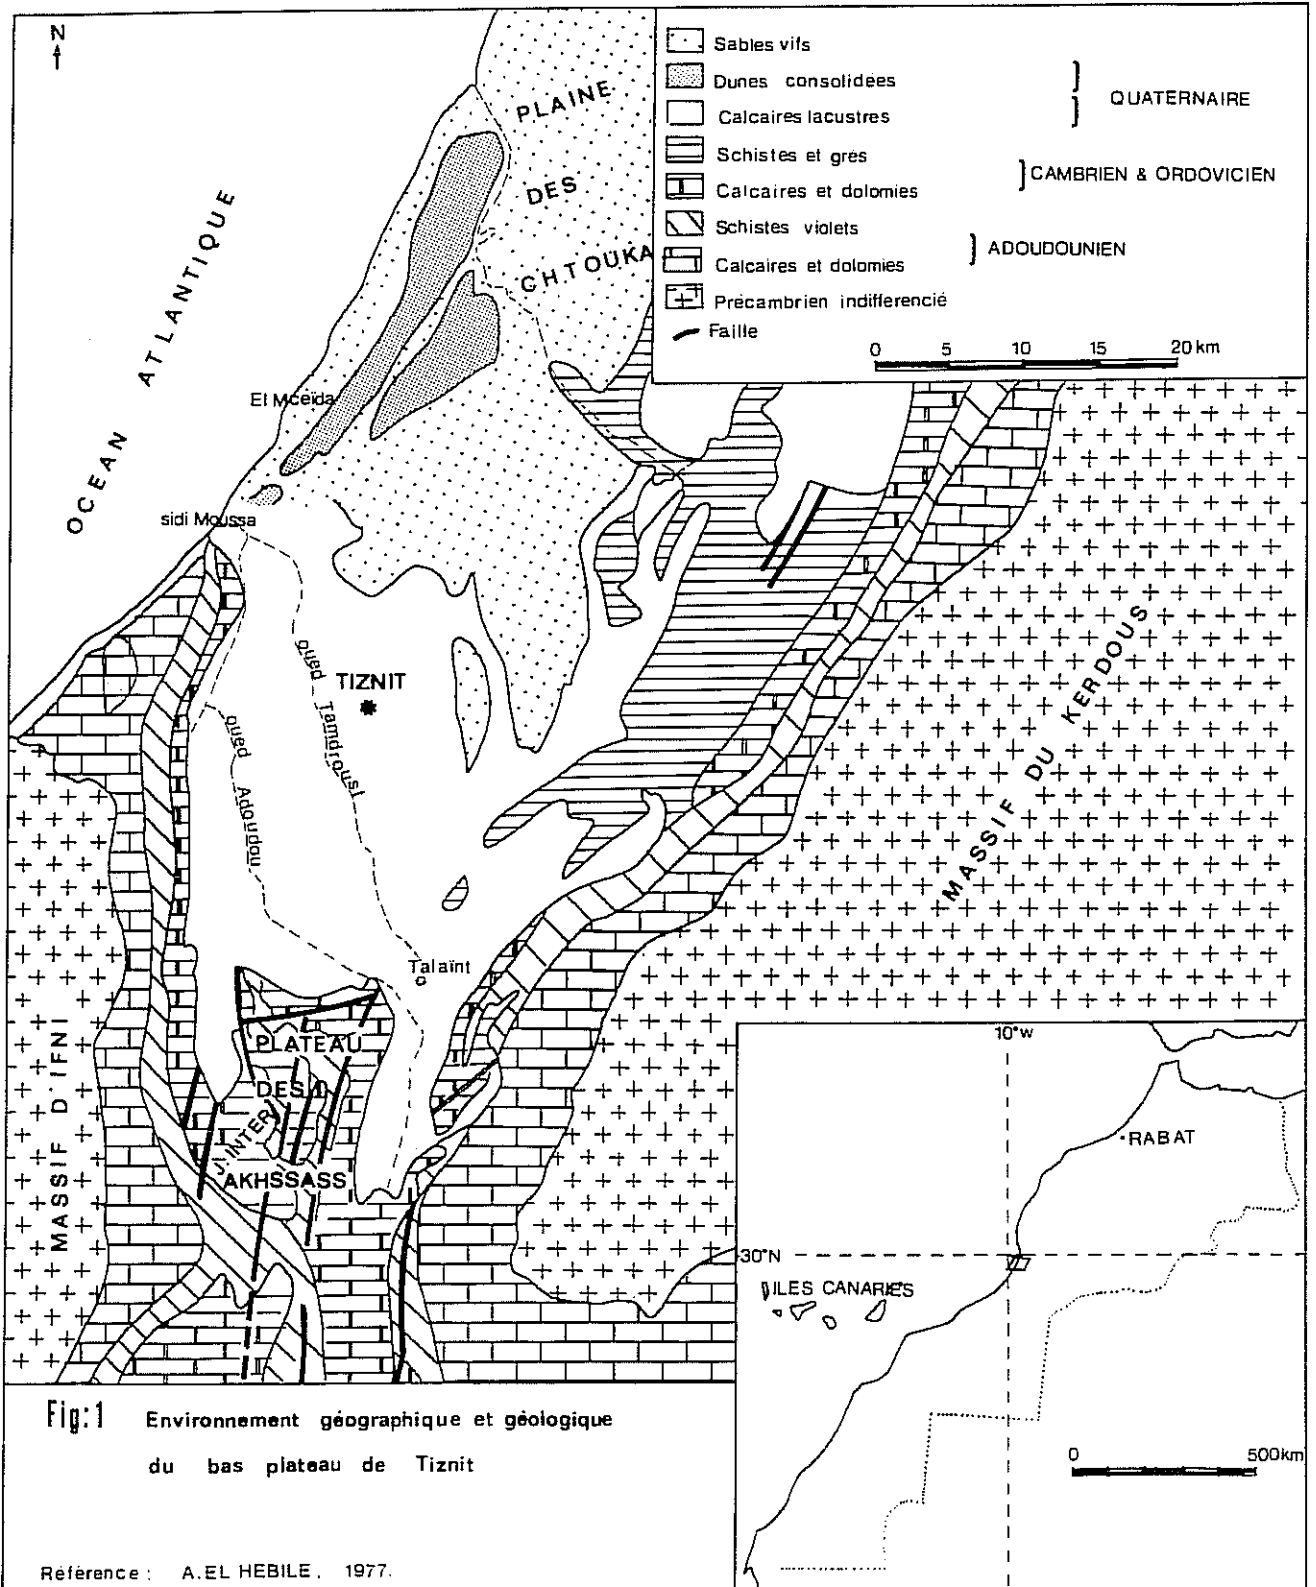 N
Sables vifs
Dunes consolidées
Calcaires lacustres
QUATERNAIRE
Schistes et grés
Calcaires et dolomies
CAMBRIEN & ORDOVICIEN
Schistes violets
Calcaires et dolomies
ADOUDOUNIEN
Précambrien indifferencié
Faille
0 5 10 15 20 km
PLAINE
DES
CHTOUKA
OCEAN ATLANTIQUE
El Mceida
sidi Moussa
TIZNIT
oued Tamdroust
oued Adoudou
MASSIF DU KERDOUS
Talaïnt
MASSIF D'IFNI
PLATEAU
DES
J. INTER
AKHSSASS
10°W
RABAT
30°N
ILES CANARIES
0 500km
Fig:1 Environnement géographique et géologique
du bas plateau de Tiznit
Référence: A.EL HEBILE, 1977.